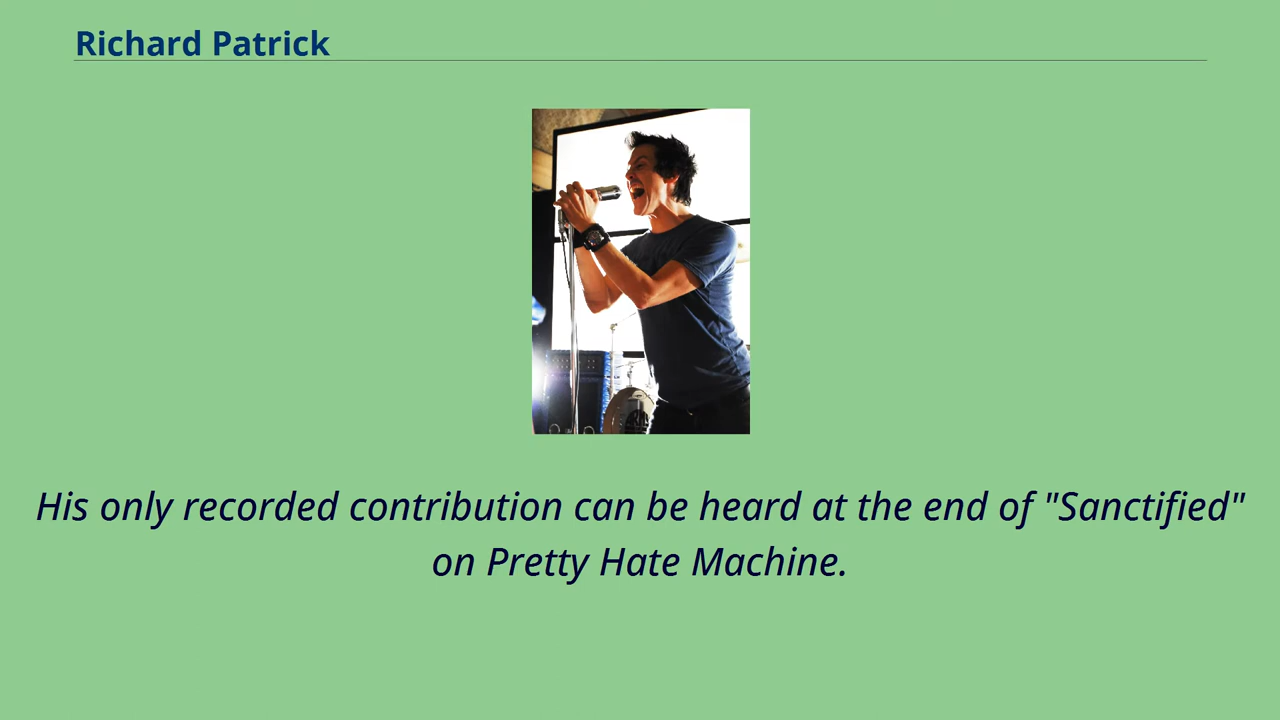 Richard Patrick
His only recorded contribution can be heard at the end of "Sanctified"
on Pretty Hate Machine.